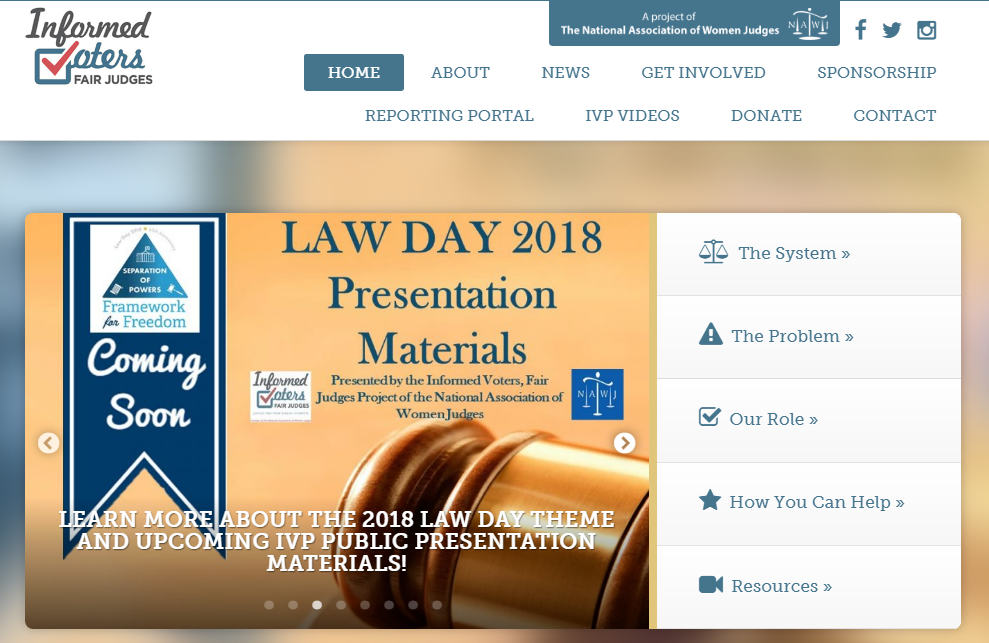 Informed
Voters
FAIR JUDGES
A project of
The National Association of Women Judges
NAWJ
HOME
ABOUT
NEWS
GET INVOLVED
SPONSORSHIP
REPORTING PORTAL
IVP VIDEOS
DONATE
CONTACT
SEPARATION
OF
POWERS
Framework
for Freedom
Coming
Soon
LAW DAY 2018
Presentation
Materials
Informed
Voters
FAIR JUDGES
Presented by the Informed Voters, Fair
Judges Project of the National Association of
Women Judges
NAWJ
LEARN MORE ABOUT THE 2018 LAW DAY THEME
AND UPCOMING IVP PUBLIC PRESENTATION
MATERIALS!
The System »
The Problem »
Our Role »
How You Can Help »
Resources »